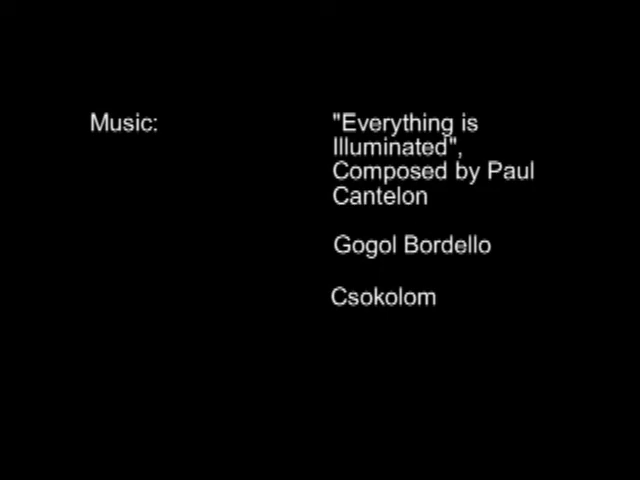 Music:
"Everything is
Illuminated",
Composed by Paul
Cantelon
Gogol Bordello
Csokolom